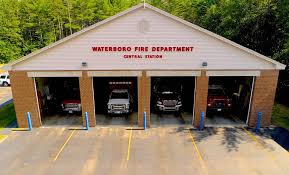 WATERBORO FIRE DEPARTMENT
CENTRAL STATION